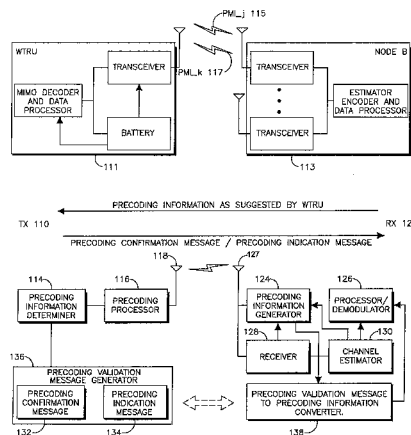 PMI_j 115
WTRU
NODE B
TRANSCEIVER
TRANSCEIVER
PMI_k 117
MIMO DECODER
AND DATA
PROCESSOR
ESTIMATOR
ENCODER AND
DATA PROCESSOR
BATTERY
TRANSCEIVER
111
113
PRECODING INFORMATION AS SUGGESTED BY WTRU
TX 110
RX 12
PRECODING CONFIRMATION MESSAGE / PRECODING INDICATION MESSAGE
118
127
114
116
124
126
PRECODING
INFORMATION
DETERMINER
PRECODING
PROCESSOR
PRECODING
INFORMATION
GENERATOR
PROCESSOR/
DEMODULATOR
128
130
136
RECEIVER
CHANNEL
ESTIMATOR
PRECODING VALIDATION
MESSAGE GENERATOR
PRECODING
CONFIRMATION
MESSAGE
PRECODING
INDICATION
MESSAGE
PRECODING VALIDATION MESSAGE
TO PRECODING INFORMATION
CONVERTER.
132
134
138